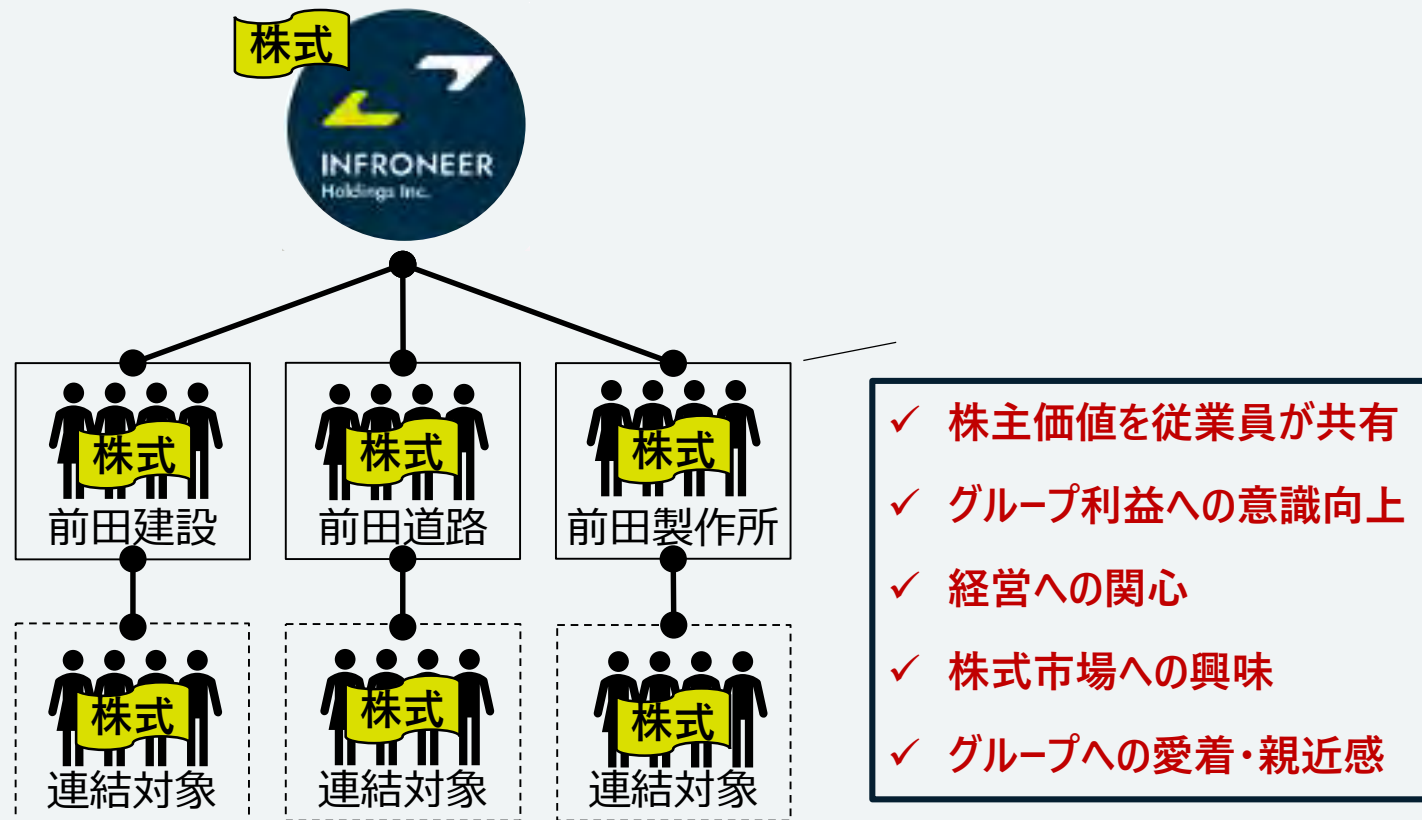 株式
INFRONEER
Holdings Inc.
株式
前田建設
株式
前田道路
株式
前田製作所
株式
連結対象
株式
連結対象
株式
連結対象
✓ 株主価値を従業員が共有
✓ グループ利益への意識向上
✓ 経営への関心
✓ 株式市場への興味
✓ グループへの愛着・親近感